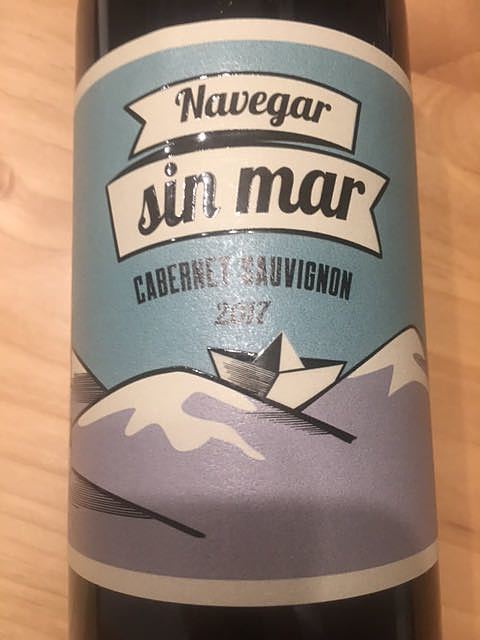 Navegar
sin mar
CABERNET SAUVIGNON
2017